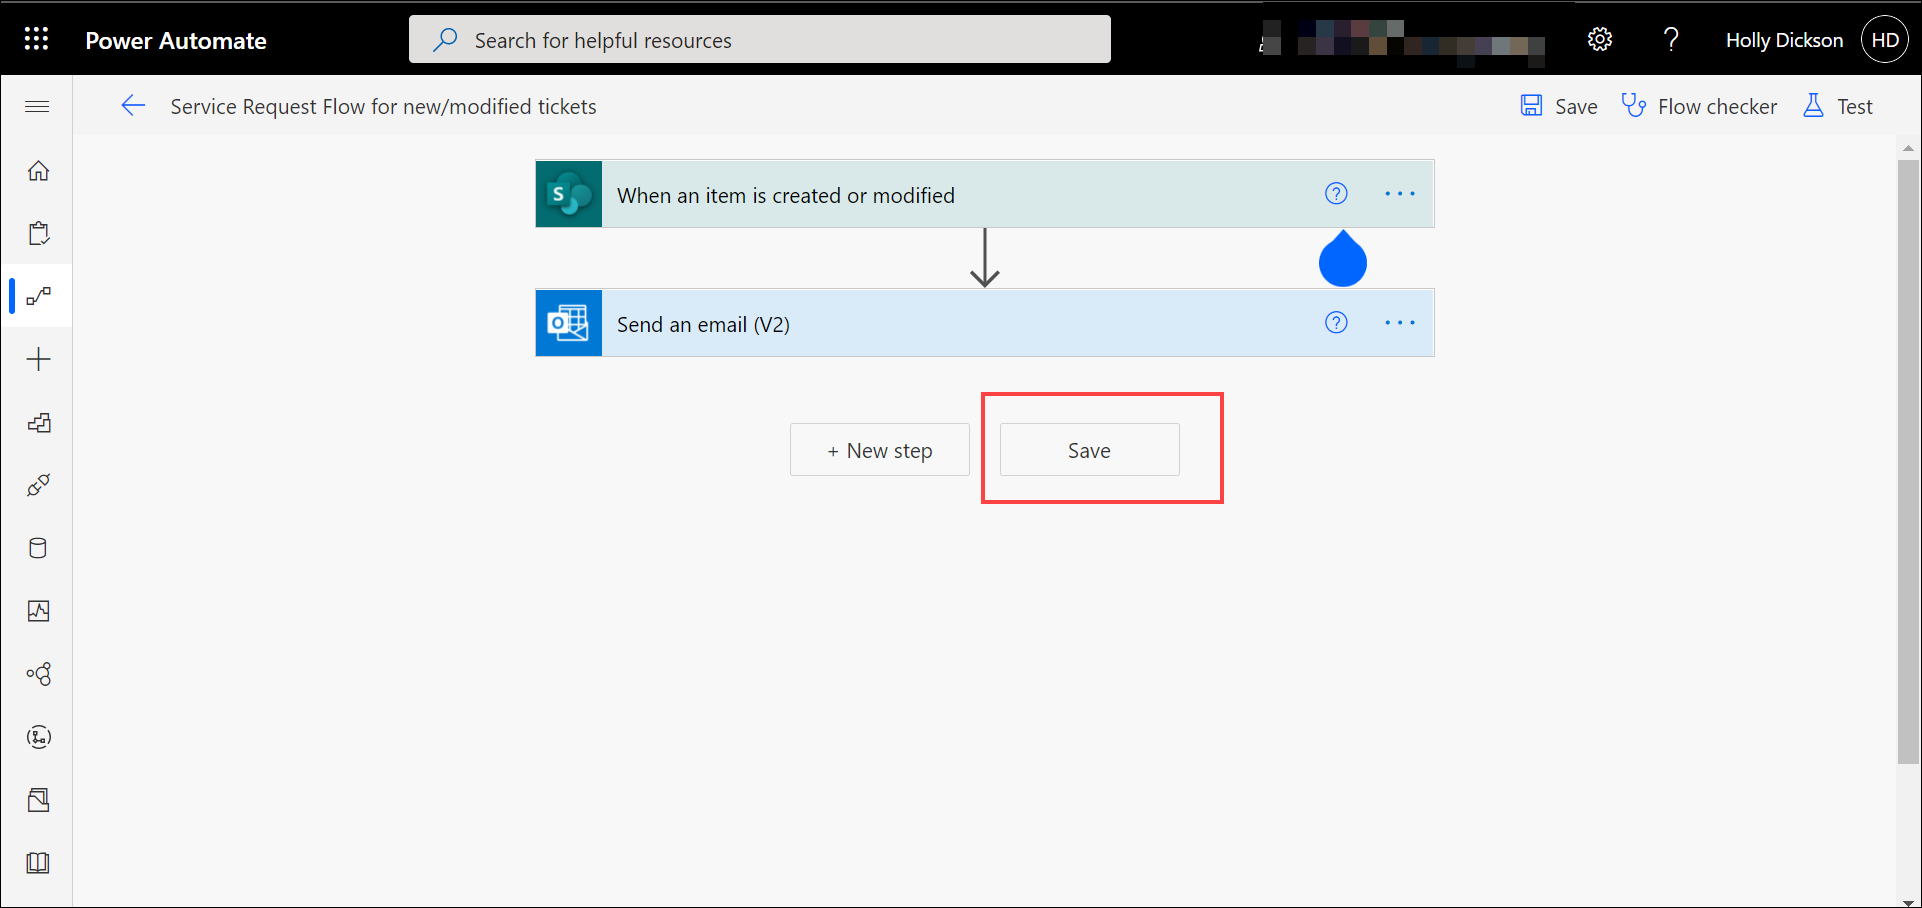 Power Automate
Search for helpful resources
Holly Dickson
HD
Service Request Flow for new/modified tickets
Save
Flow checker
Test
S
When an item is created or modified
?
O
Send an email (V2)
?
+ New step
Save